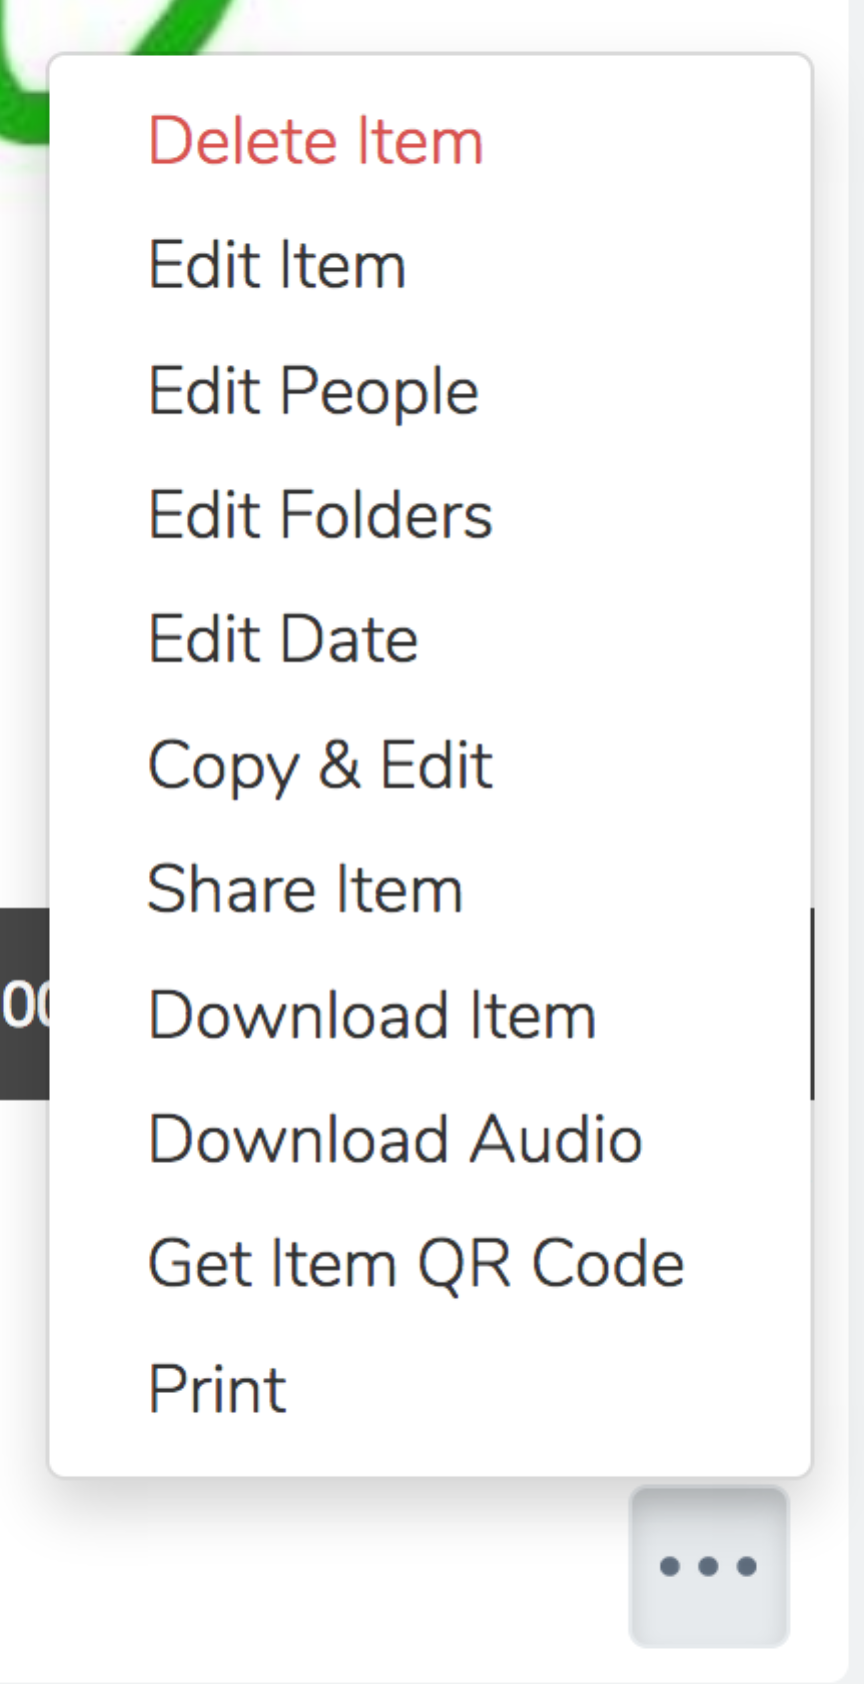 Delete Item
Edit Item
Edit People
Edit Folders
Edit Date
Copy & Edit
Share Item
00
Download Item
Download Audio
Get Item QR Code
Print